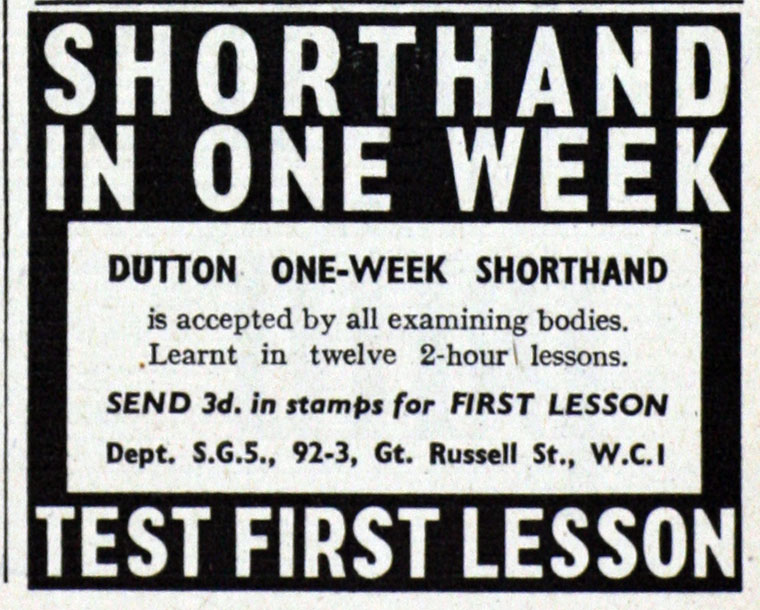 SHORTHAND
IN ONE WEEK
DUTTON ONE-WEEK SHORTHAND
is accepted by all examining bodies.
Learnt in twelve 2-hour lessons.
SEND 3d. in stamps for FIRST LESSON
Dept. S.G.5., 92-3, Gt. Russell St., W.C.1
TEST FIRST LESSON